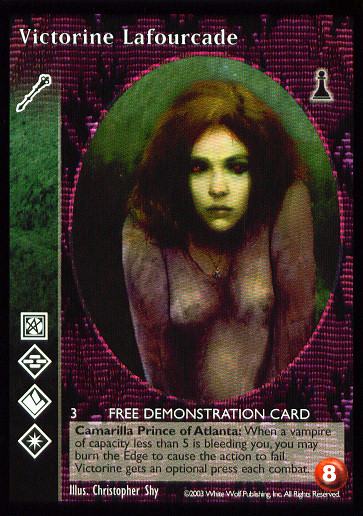 Victorine Lafourcade
3 FREE DEMONSTRATION CARD
Camarilla Prince of Atlanta: When a vampire
of capacity less than 5 is bleeding you, you may
burn the Edge to cause the action to fail.
Victorine gets an optional press each combat.
8
Illus. Christopher Shy ©2003 White Wolf Publishing, Inc. All Rights Reserved.